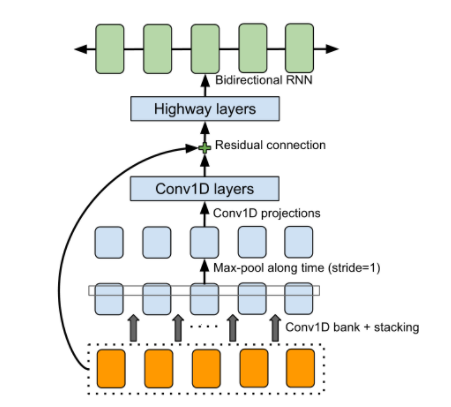 Bidirectional RNN
Highway layers
Residual connection
Conv1D layers
Conv1D projections
Max-pool along time (stride=1)
Conv1D bank + stacking